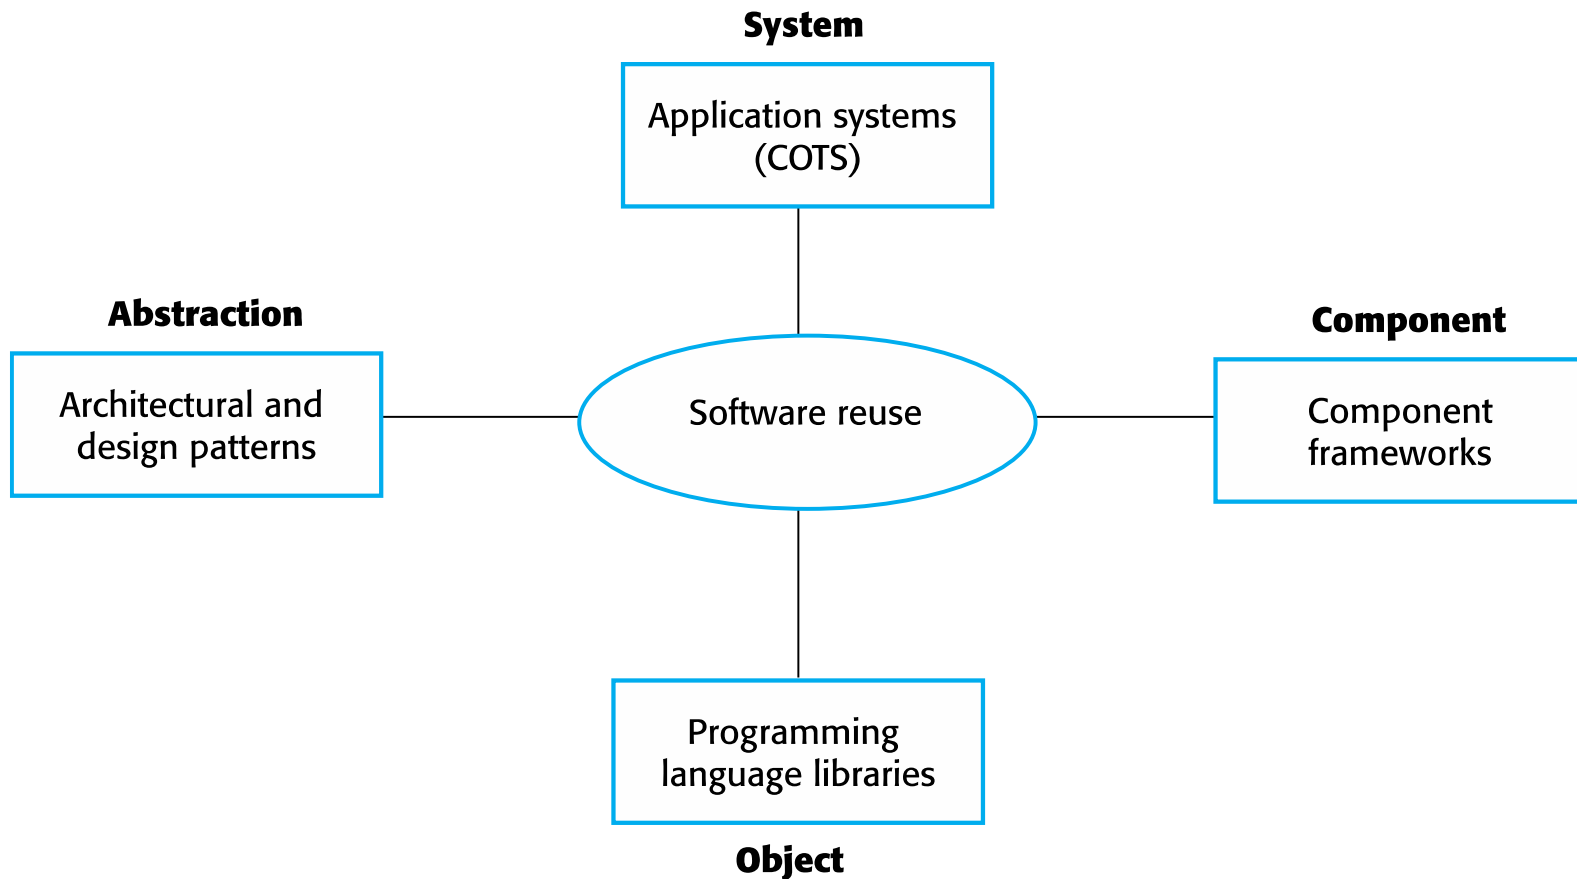 System
Application systems
(COTS)
Abstraction
Architectural and
design patterns
Software reuse
Component
Component
frameworks
Programming
language libraries
Object